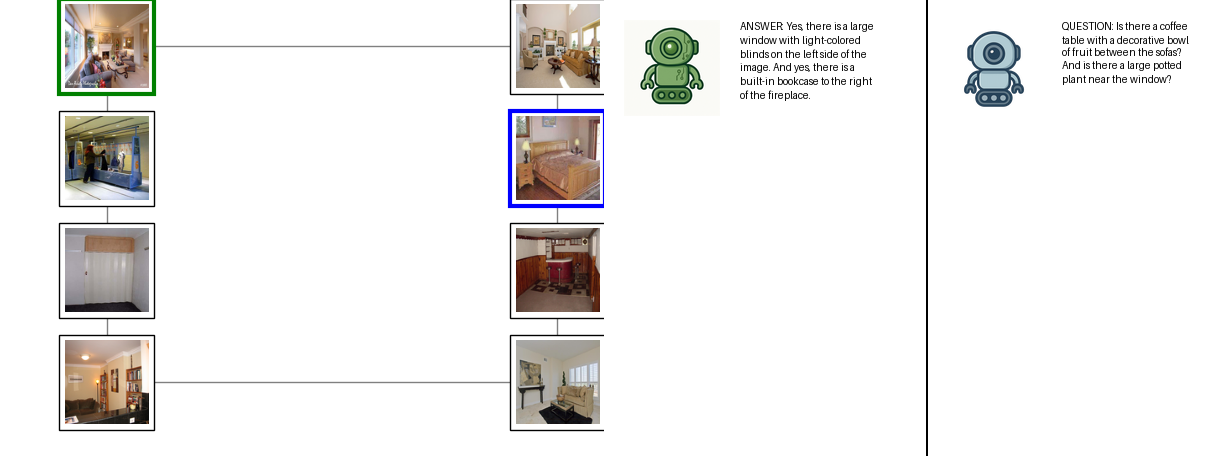 ANSWER: Yes, there is a large
window with light-colored
blinds on the left side of the
image. And yes, there is a
built-in bookcase to the right
of the fireplace.
QUESTION: Is there a coffee
table with a decorative bowl
of fruit between the sofas?
And is there a large potted
plant near the window?